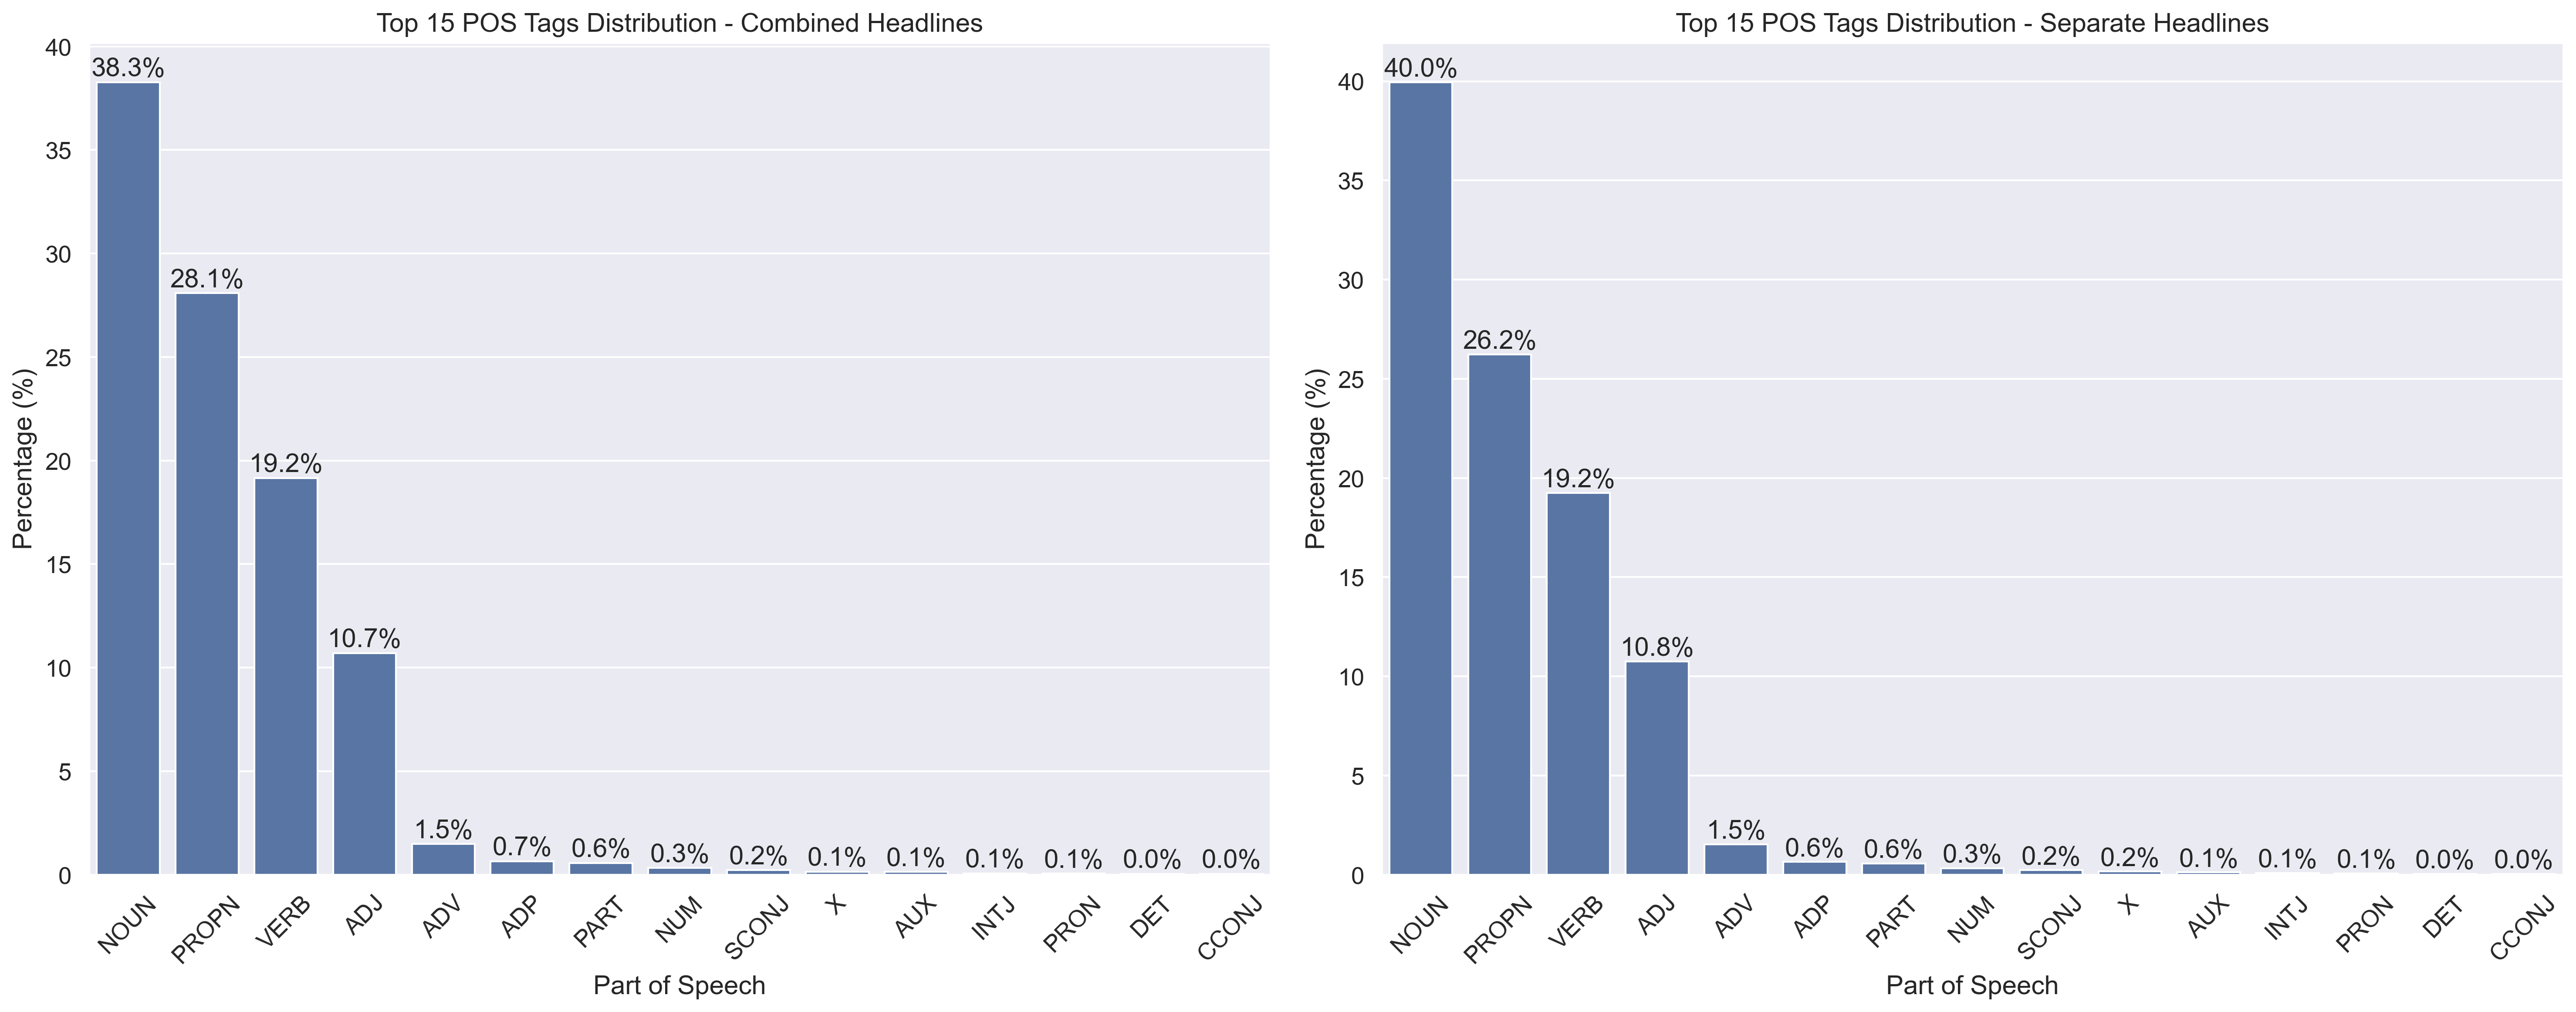 Top 15 POS Tags Distribution - Combined Headlines
Percentage (%)
40
35
30
25
20
15
10
5
0
38.3%
28.1%
19.2%
10.7%
1.5%
0.7%
0.6%
0.3%
0.2%
0.1%
0.1%
0.1%
0.1%
0.0%
0.0%
NOUN
PROPN
VERB
ADJ
ADV
ADP
PART
NUM
SCONJ
X
AUX
INTJ
PRON
DET
CCONJ
Part of Speech
Top 15 POS Tags Distribution - Separate Headlines
Percentage (%)
40
35
30
25
20
15
10
5
0
40.0%
26.2%
19.2%
10.8%
1.5%
0.6%
0.6%
0.3%
0.2%
0.2%
0.1%
0.1%
0.1%
0.0%
0.0%
NOUN
PROPN
VERB
ADJ
ADV
ADP
PART
NUM
SCONJ
X
AUX
INTJ
PRON
DET
CCONJ
Part of Speech